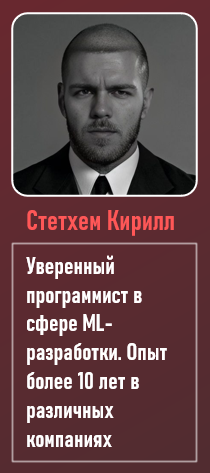 Стетхем Кирилл
Уверенный
программист в
сфере ML-
разработки. Опыт
более 10 лет в
различных
компаниях